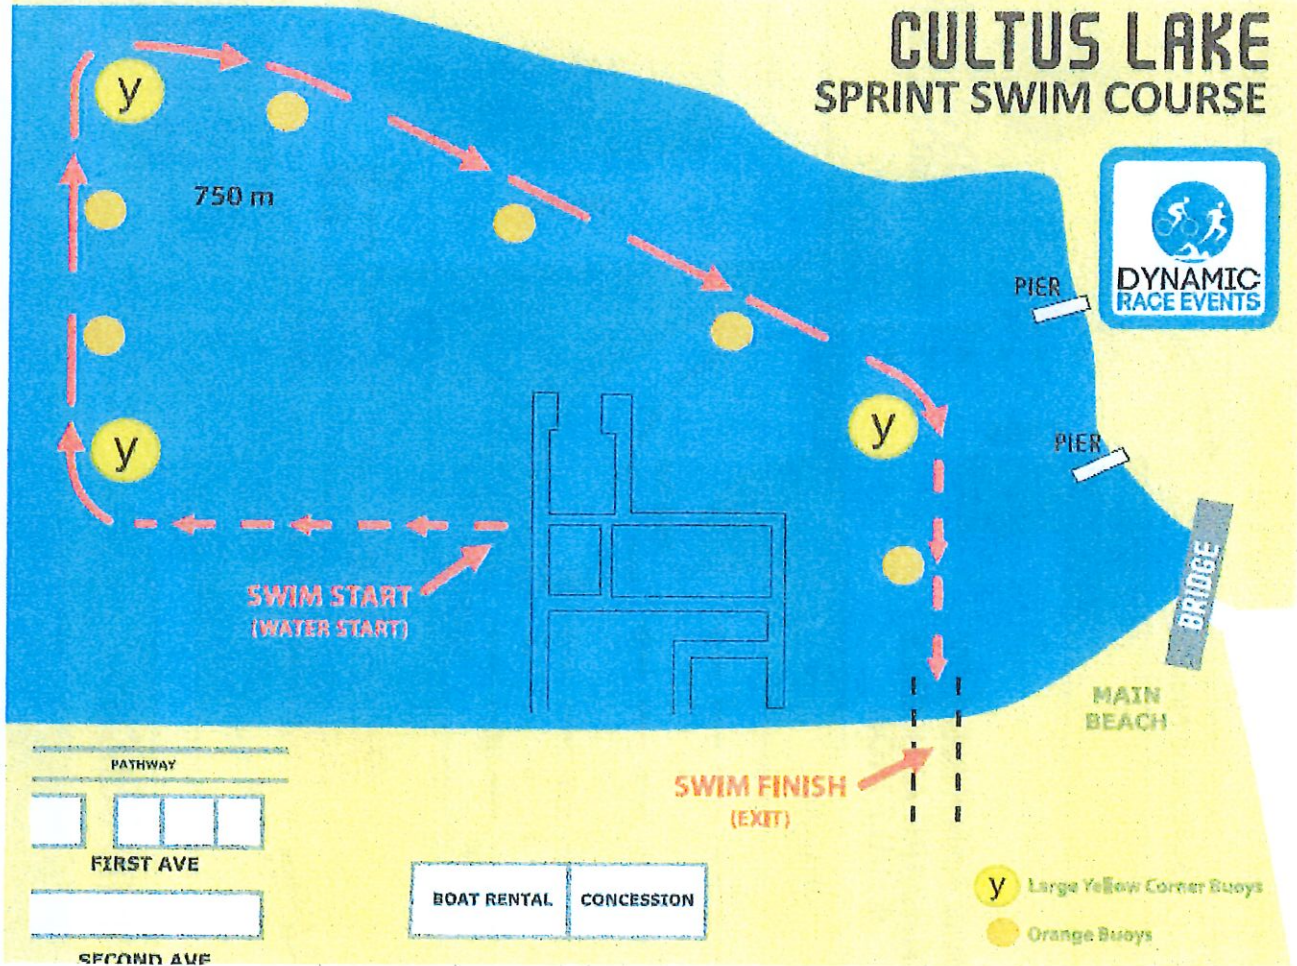 CULTUS LAKE
SPRINT SWIM COURSE
y
750 m
DYNAMIC
RACE EVENTS
PIER
y
y
PIER
BRIDGE
SWIM START
(WATER START)
MAIN
BEACH
PATHWAY
SWIM FINISH
(EXIT)
FIRST AVE
BOAT RENTAL
CONCESSION
y Large Yellow Corner Buoys
Orange Buoys
SECOND AVE